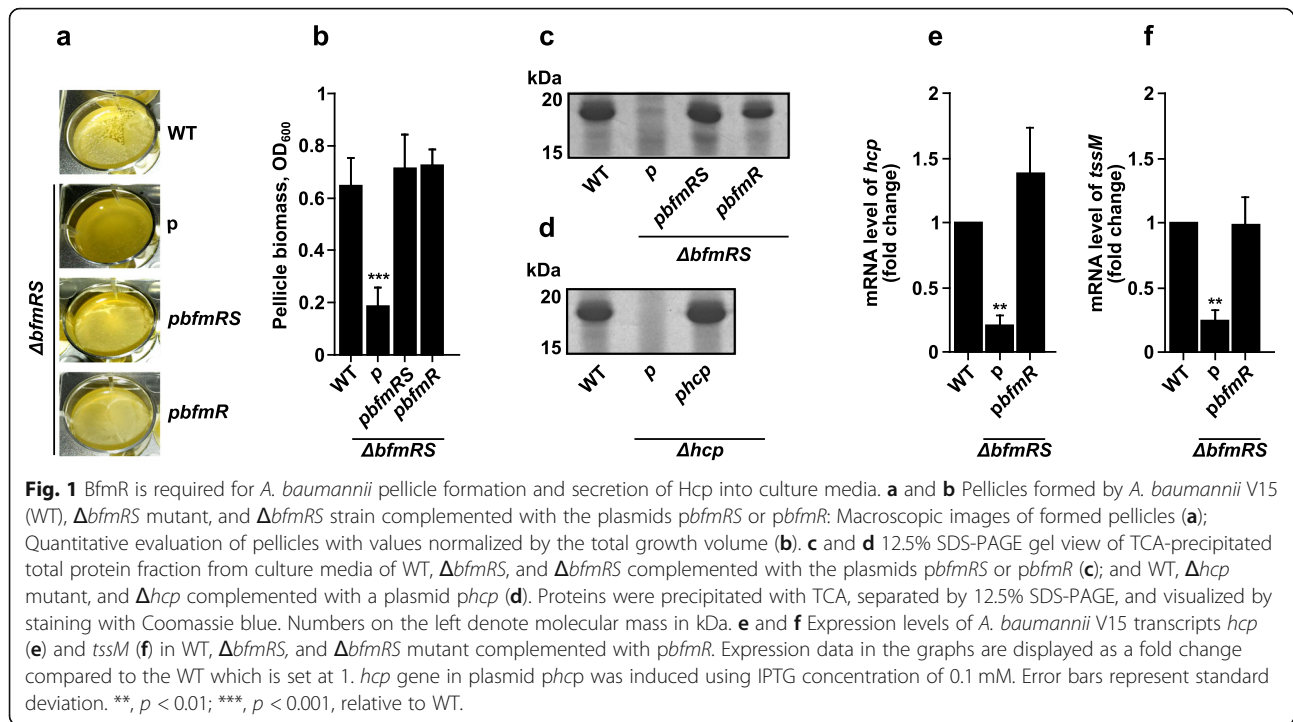 a
WT
p
pbfmRS
pbfmR
ΔbfmRS
b
Pellicle biomass, OD600
1
0.8
0.6
0.4
0.2
0
***
WT
p
pbfmRS
pbfmR
ΔbfmRS
c
kDa
20
15
WT
p
pbfmRS
pbfmR
ΔbfmRS
d
kDa
20
15
WT
p
phcp
Δhcp
e
mRNA level of hcp
(fold change)
2
1.5
1
0.5
0
**
WT
p
pbfmR
ΔbfmRS
f
mRNA level of tssM
(fold change)
2
1.5
1
0.5
0
**
WT
p
pbfmR
ΔbfmRS
Fig. 1 BfmR is required for A. baumannii pellicle formation and secretion of Hcp into culture media. a and b Pellicles formed by A. baumannii V15
(WT), ΔbfmRS mutant, and ΔbfmRS strain complemented with the plasmids pbfmRS or pbfmR: Macroscopic images of formed pellicles (a);
Quantitative evaluation of pellicles with values normalized by the total growth volume (b). c and d 12.5% SDS-PAGE gel view of TCA-precipitated
total protein fraction from culture media of WT, ΔbfmRS, and ΔbfmRS complemented with the plasmids pbfmRS or pbfmR (c); and WT, Δhcp
mutant, and Δhcp complemented with a plasmid phcp (d). Proteins were precipitated with TCA, separated by 12.5% SDS-PAGE, and visualized by
staining with Coomassie blue. Numbers on the left denote molecular mass in kDa. e and f Expression levels of A. baumannii V15 transcripts hcp
(e) and tssM (f) in WT, ΔbfmRS, and ΔbfmRS mutant complemented with pbfmR. Expression data in the graphs are displayed as a fold change
compared to the WT which is set at 1. hcp gene in plasmid phcp was induced using IPTG concentration of 0.1 mM. Error bars represent standard
deviation. **, p < 0.01; ***, p < 0.001, relative to WT.